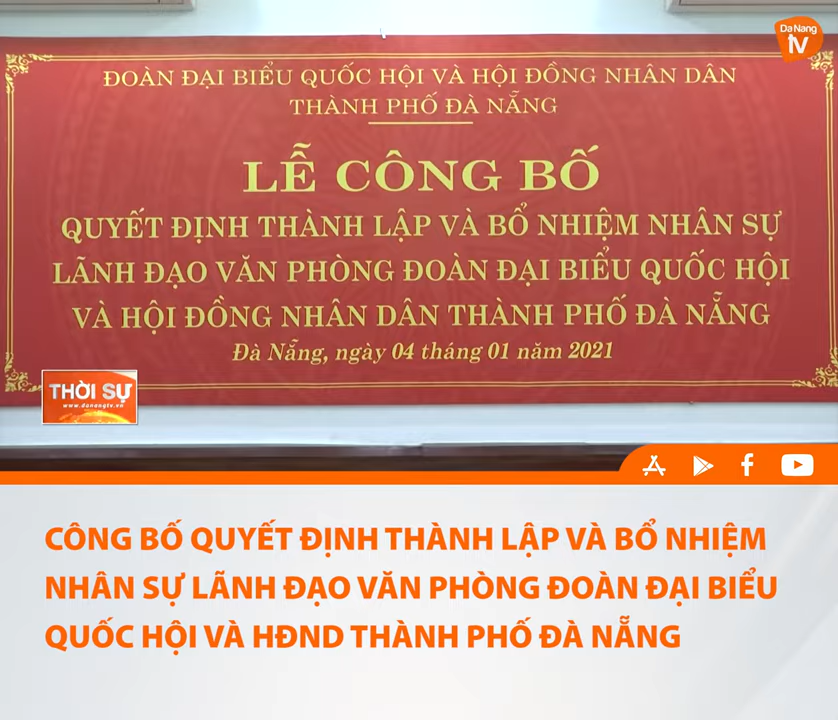 Da Nang
tv
ĐOÀN ĐẠI BIỂU QUỐC HỘI VÀ HỘI ĐỒNG NHÂN DÂN
THÀNH PHỐ ĐÀ NẴNG
LỄ CÔNG BỐ
QUYẾT ĐỊNH THÀNH LẬP VÀ BỔ NHIỆM NHÂN SỰ
LÃNH ĐẠO VĂN PHÒNG ĐOÀN ĐẠI BIỂU QUỐC HỘI
VÀ HỘI ĐỒNG NHÂN DÂN THÀNH PHỐ ĐÀ NẴNG
Đà Nẵng, ngày 04 tháng 01 năm 2021
THỜI SỰ
www.danangtv.vn
CÔNG BỐ QUYẾT ĐỊNH THÀNH LẬP VÀ BỔ NHIỆM
NHÂN SỰ LÃNH ĐẠO VĂN PHÒNG ĐOÀN ĐẠI BIỂU
QUỐC HỘI VÀ HĐND THÀNH PHỐ ĐÀ NẴNG